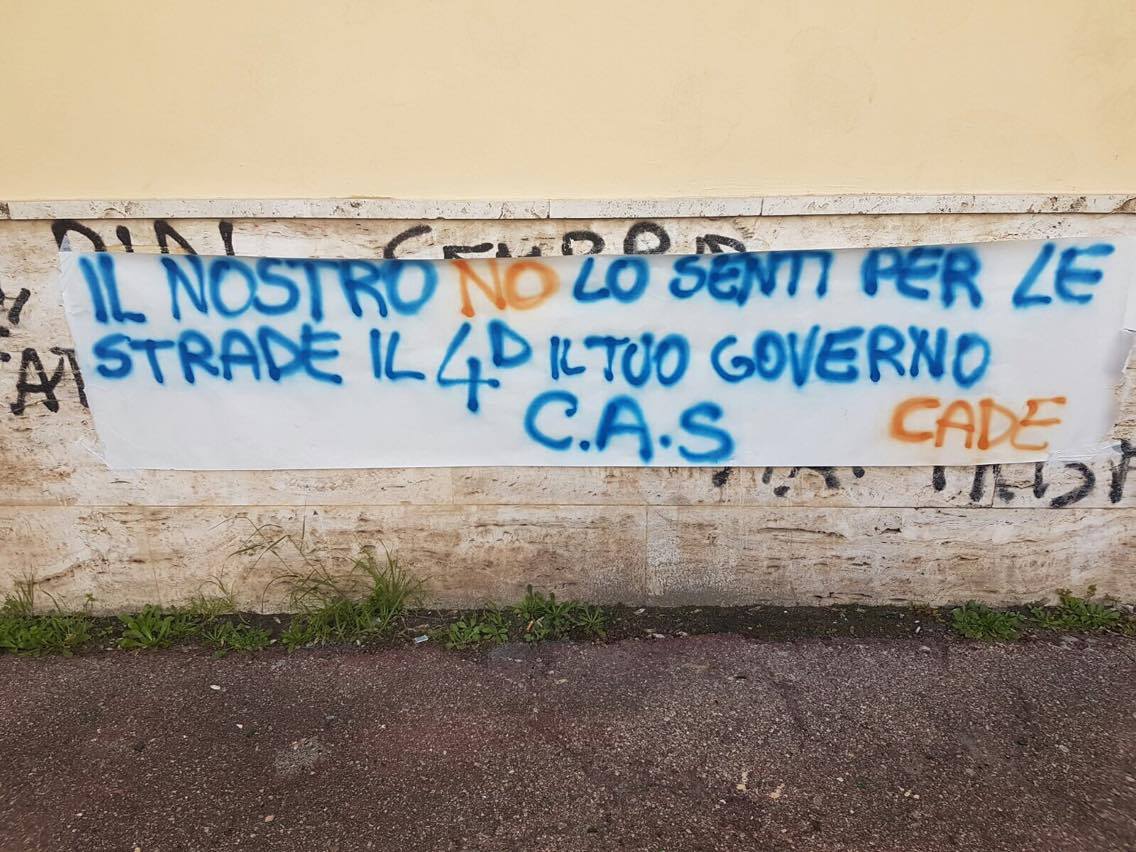 IL NOSTRO NO LO SENTI PER LE
STRADE IL 4D IL TUO GOVERNO
C.A.S CADE